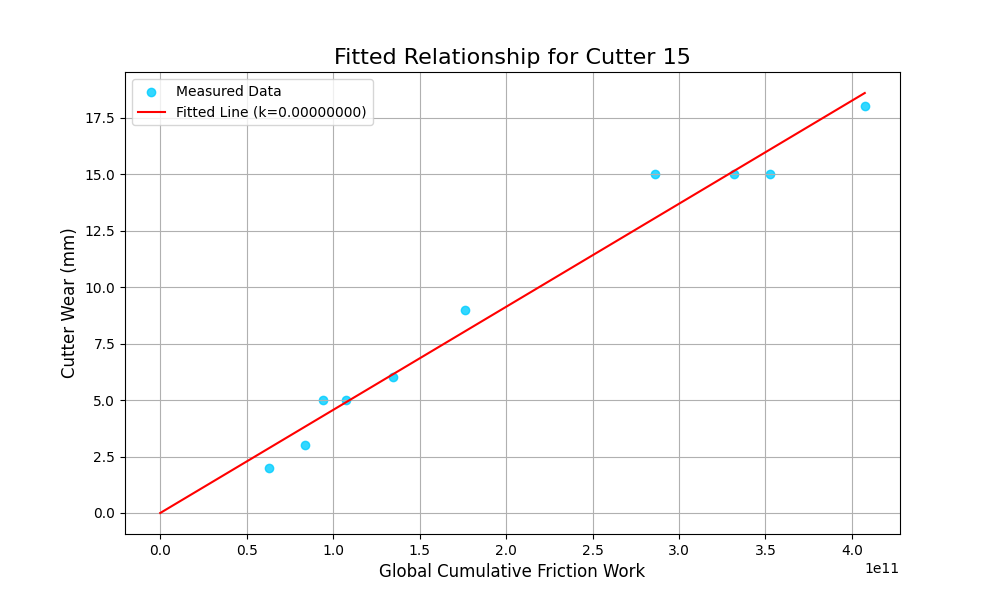 Fitted Relationship for Cutter 15
Measured Data
Fitted Line (k=0.00000000)
Cutter Wear (mm)
17.5
15.0
12.5
10.0
7.5
5.0
2.5
0.0
0.0 0.5 1.0 1.5 2.0 2.5 3.0 3.5 4.0
1e11
Global Cumulative Friction Work